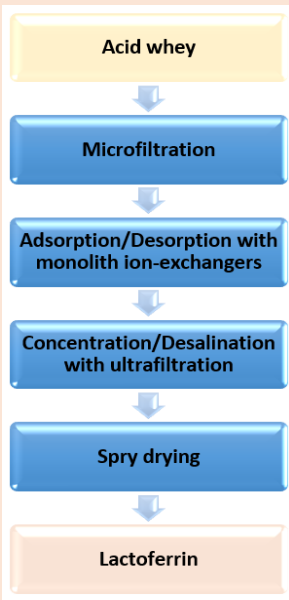 Acid whey
Microfiltration
Adsorption/Desorption with
monolith ion-exchangers
Concentration/Desalination
with ultrafiltration
Spry drying
Lactoferrin